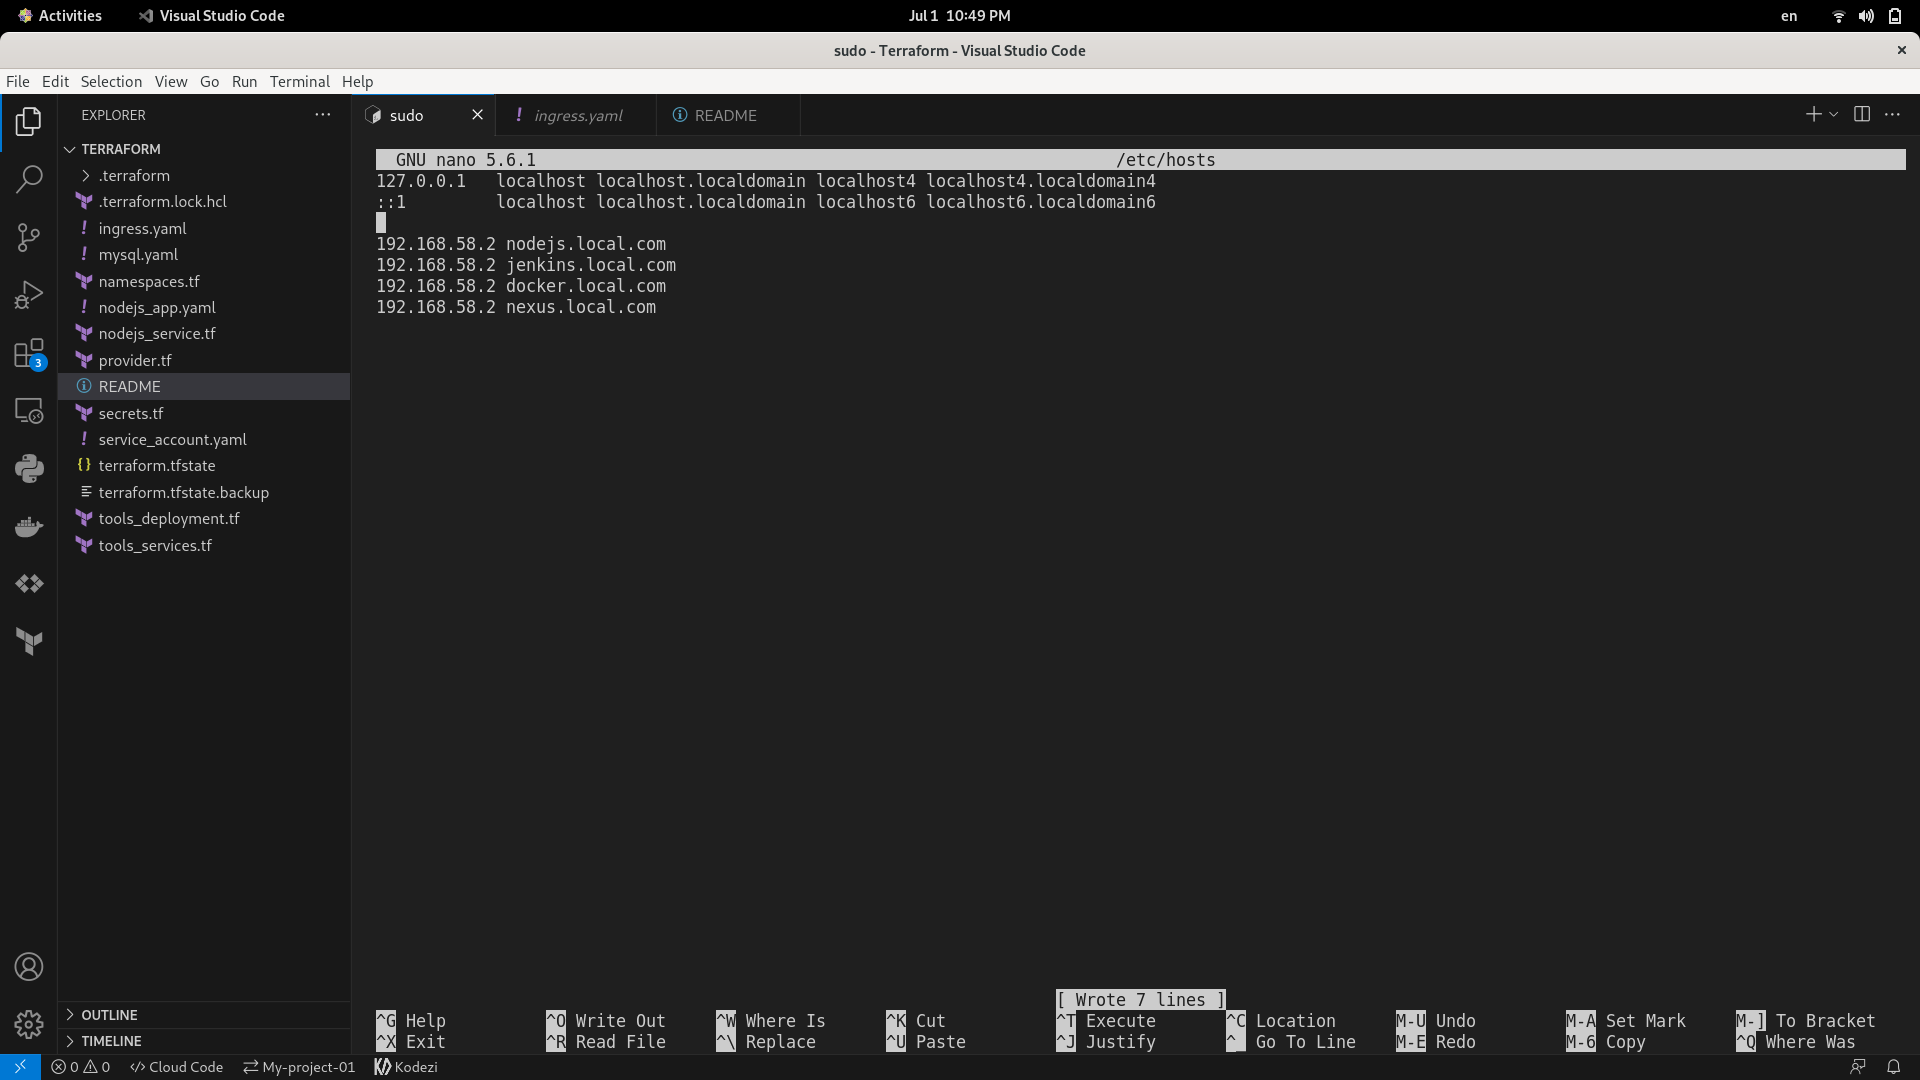 Activities
Visual Studio Code
Jul 1 10:49 PM
en
sudo - Terraform - Visual Studio Code
File Edit Selection View Go Run Terminal Help
EXPLORER
sudo
ingress.yaml
README
TERRAFORM
.terraform
.terraform.lock.hcl
ingress.yaml
mysql.yaml
namespaces.tf
nodejs_app.yaml
nodejs_service.tf
provider.tf
README
secrets.tf
service_account.yaml
terraform.tfstate
terraform.tfstate.backup
tools_deployment.tf
tools_services.tf
3
GNU nano 5.6.1 /etc/hosts
127.0.0.1 localhost localhost.localdomain localhost4 localhost4.localdomain4
::1 localhost localhost.localdomain localhost6 localhost6.localdomain6
192.168.58.2 nodejs.local.com
192.168.58.2 jenkins.local.com
192.168.58.2 docker.local.com
192.168.58.2 nexus.local.com
[ Wrote 7 lines ]
^G Help ^O Write Out ^W Where Is ^K Cut ^T Execute ^C Location M-U Undo M-A Set Mark M-] To Bracket
^X Exit ^R Read File ^\ Replace ^U Paste ^J Justify ^_ Go To Line M-E Redo M-6 Copy ^Q Where Was
OUTLINE
TIMELINE
0 0 Cloud Code My-project-01 Kodezi